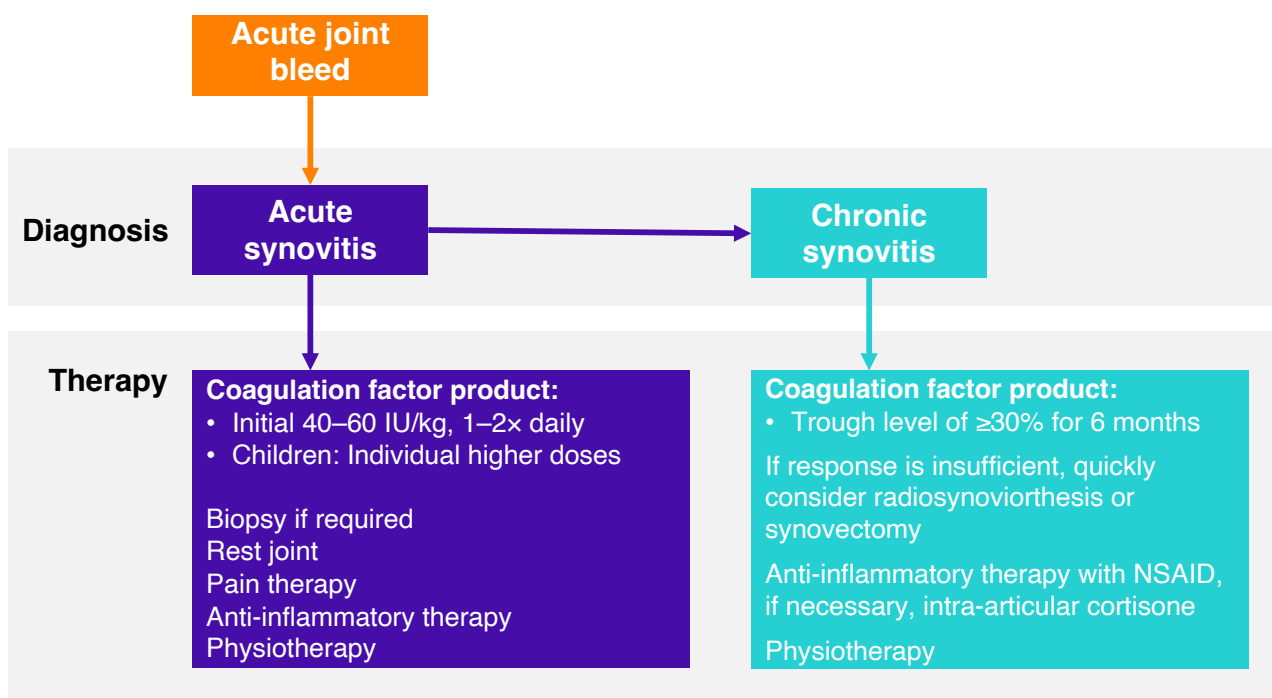 Acute joint
bleed
Diagnosis
Acute
synovitis
Chronic
synovitis
Therapy
Coagulation factor product:
• Initial 40–60 IU/kg, 1–2× daily
• Children: Individual higher doses
Biopsy if required
Rest joint
Pain therapy
Anti-inflammatory therapy
Physiotherapy
Coagulation factor product:
• Trough level of ≥30% for 6 months
If response is insufficient, quickly
consider radiosynoviorthesis or
synovectomy
Anti-inflammatory therapy with NSAID,
if necessary, intra-articular cortisone
Physiotherapy